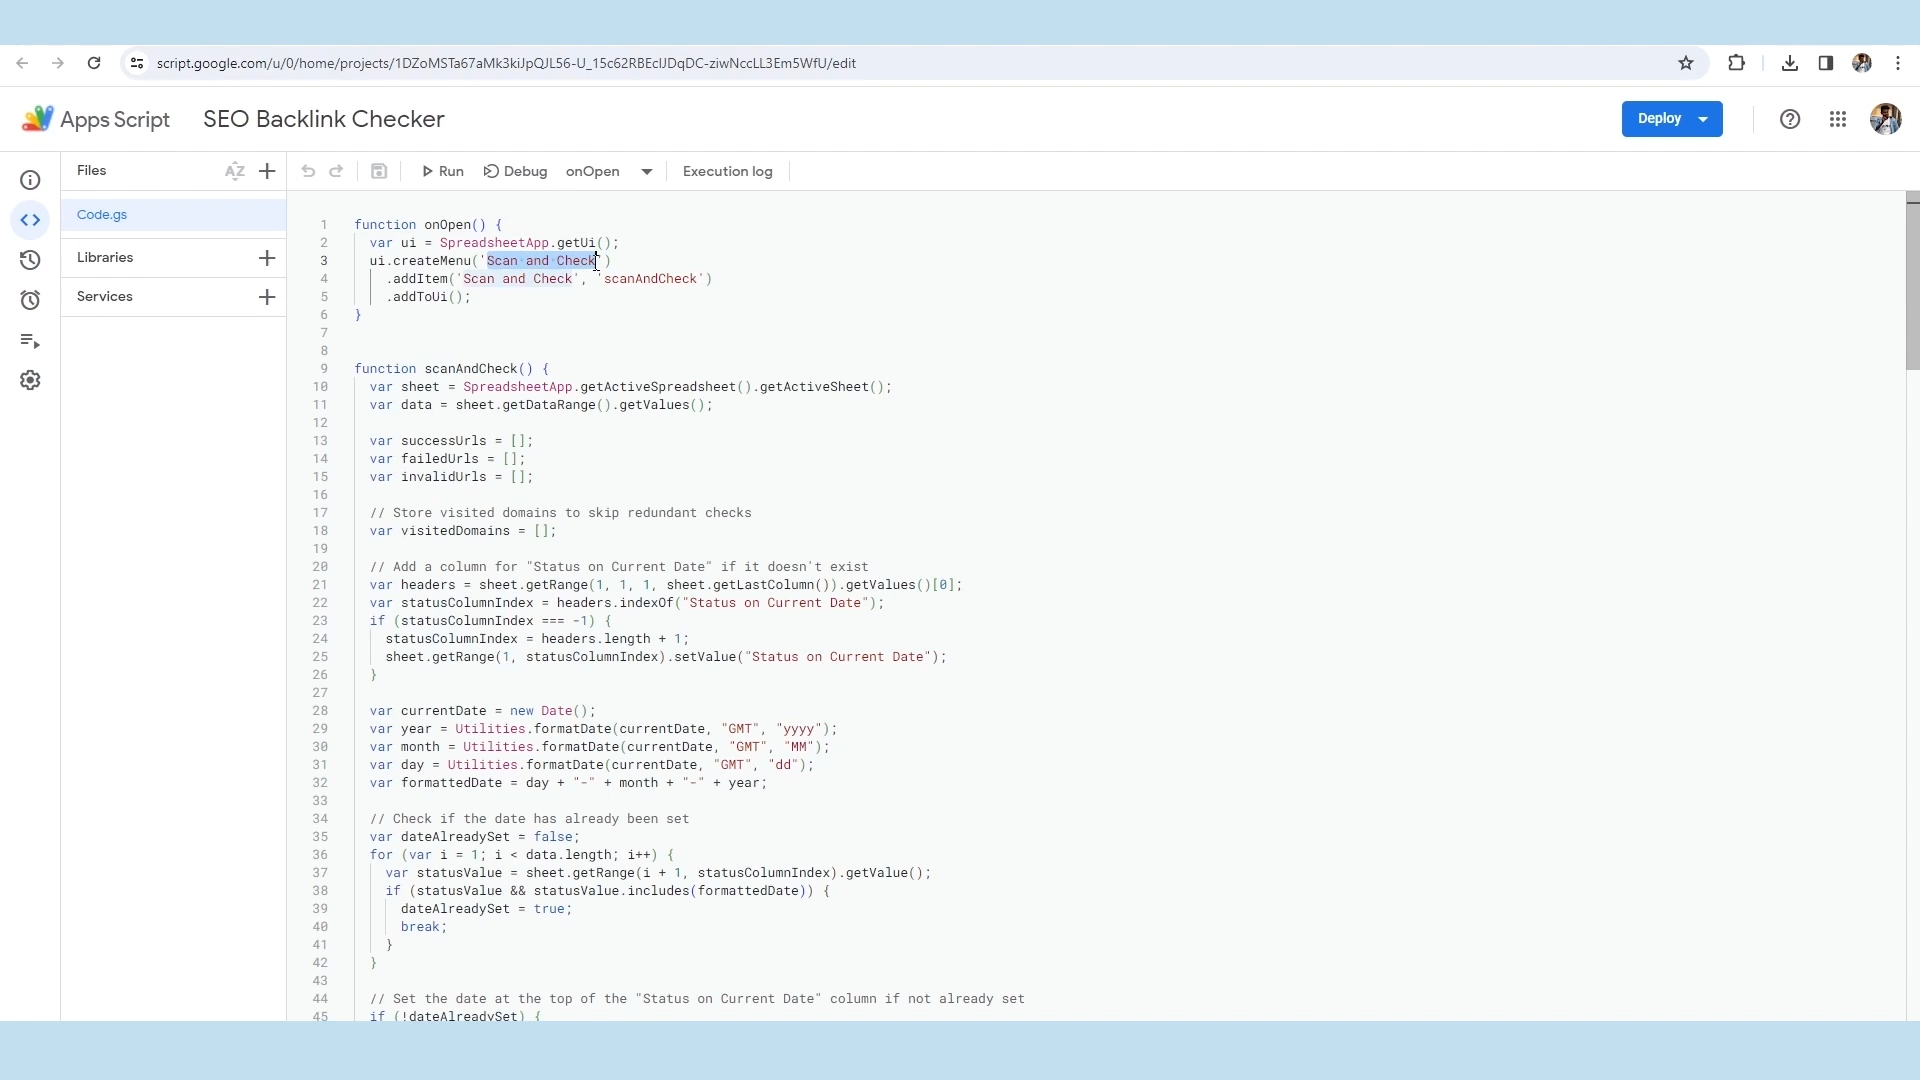 script.google.com/u/0/home/projects/1DZoMSTa67aMk3kiJpQJL56-U_15c62RBEcIJDqDC-ziwNccLL3Em5WfU/edit
Apps Script
SEO Backlink Checker
Deploy
Files
AZ
Run
Debug
onOpen
Execution log
Code.gs
Libraries
Services
1 function onOpen() {
2 var ui = SpreadsheetApp.getUi();
3 ui.createMenu('Scan and Check')
4 .addItem('Scan and Check', 'scanAndCheck')
5 .addToUi();
6 }
7
8
9 function scanAndCheck() {
10 var sheet = SpreadsheetApp.getActiveSpreadsheet().getActiveSheet();
11 var data = sheet.getDataRange().getValues();
12
13 var successUrls = [];
14 var failedUrls = [];
15 var invalidUrls = [];
16
17 // Store visited domains to skip redundant checks
18 var visitedDomains = [];
19
20 // Add a column for "Status on Current Date" if it doesn't exist
21 var headers = sheet.getRange(1, 1, 1, sheet.getLastColumn()).getValues()[0];
22 var statusColumnIndex = headers.indexOf("Status on Current Date");
23 if (statusColumnIndex === -1) {
24 statusColumnIndex = headers.length + 1;
25 sheet.getRange(1, statusColumnIndex).setValue("Status on Current Date");
26 }
27
28 var currentDate = new Date();
29 var year = Utilities.formatDate(currentDate, "GMT", "yyyy");
30 var month = Utilities.formatDate(currentDate, "GMT", "MM");
31 var day = Utilities.formatDate(currentDate, "GMT", "dd");
32 var formattedDate = day + "-" + month + "-" + year;
33
34 // Check if the date has already been set
35 var dateAlreadySet = false;
36 for (var i = 1; i < data.length; i++) {
37 var statusValue = sheet.getRange(i + 1, statusColumnIndex).getValue();
38 if (statusValue && statusValue.includes(formattedDate)) {
39 dateAlreadySet = true;
40 break;
41 }
42 }
43
44 // Set the date at the top of the "Status on Current Date" column if not already set
45 if (!dateAlreadySet) {